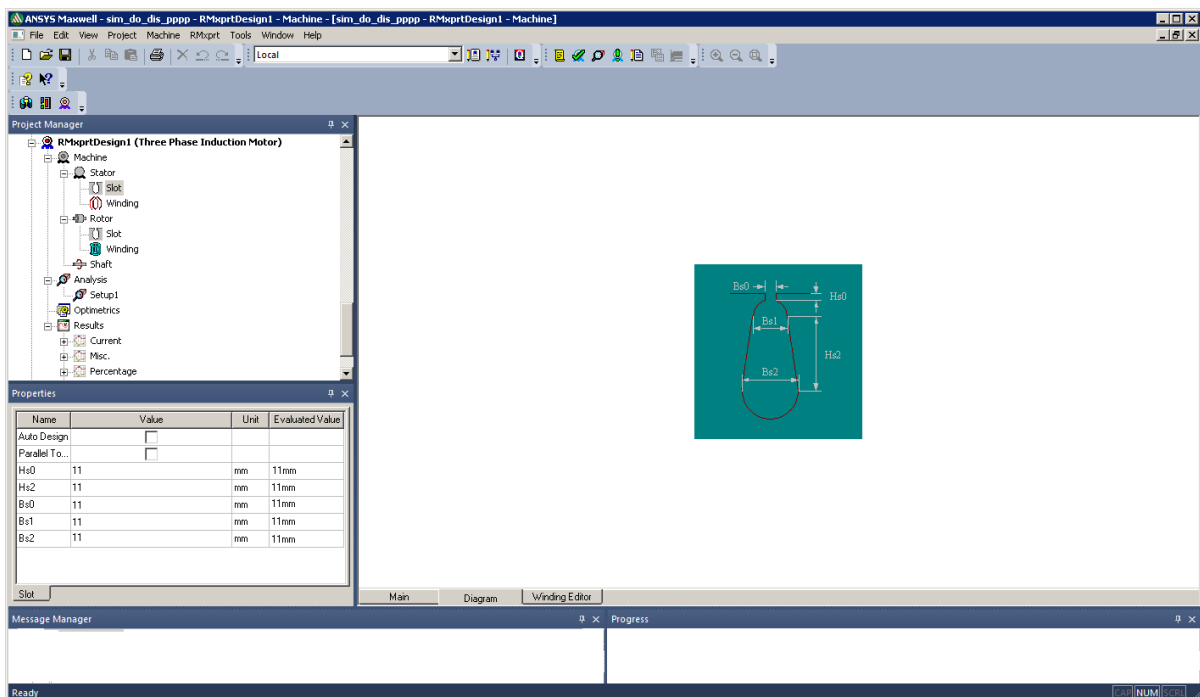 ANSYS Maxwell - sim_do_dis_pppp - RMxprtDesign1 - Machine - [sim_do_dis_pppp - RMxprtDesign1 - Machine]
File Edit View Project Machine RMxprt Tools Window Help
Local
Project Manager
RMxprtDesign1 (Three Phase Induction Motor)
Machine
Stator
Slot
Winding
Rotor
Slot
Winding
Shaft
Analysis
Setup1
Optimetrics
Results
Current
Misc.
Percentage
Properties
Name Value Unit Evaluated Value
Auto Design
Parallel To...
Hs0 11 mm 11mm
Hs2 11 mm 11mm
Bs0 11 mm 11mm
Bs1 11 mm 11mm
Bs2 11 mm 11mm
Slot
Bs0
Hs0
Bs1
Hs2
Bs2
Main Diagram Winding Editor
Message Manager
Progress
Ready
CAP NUM SCRL